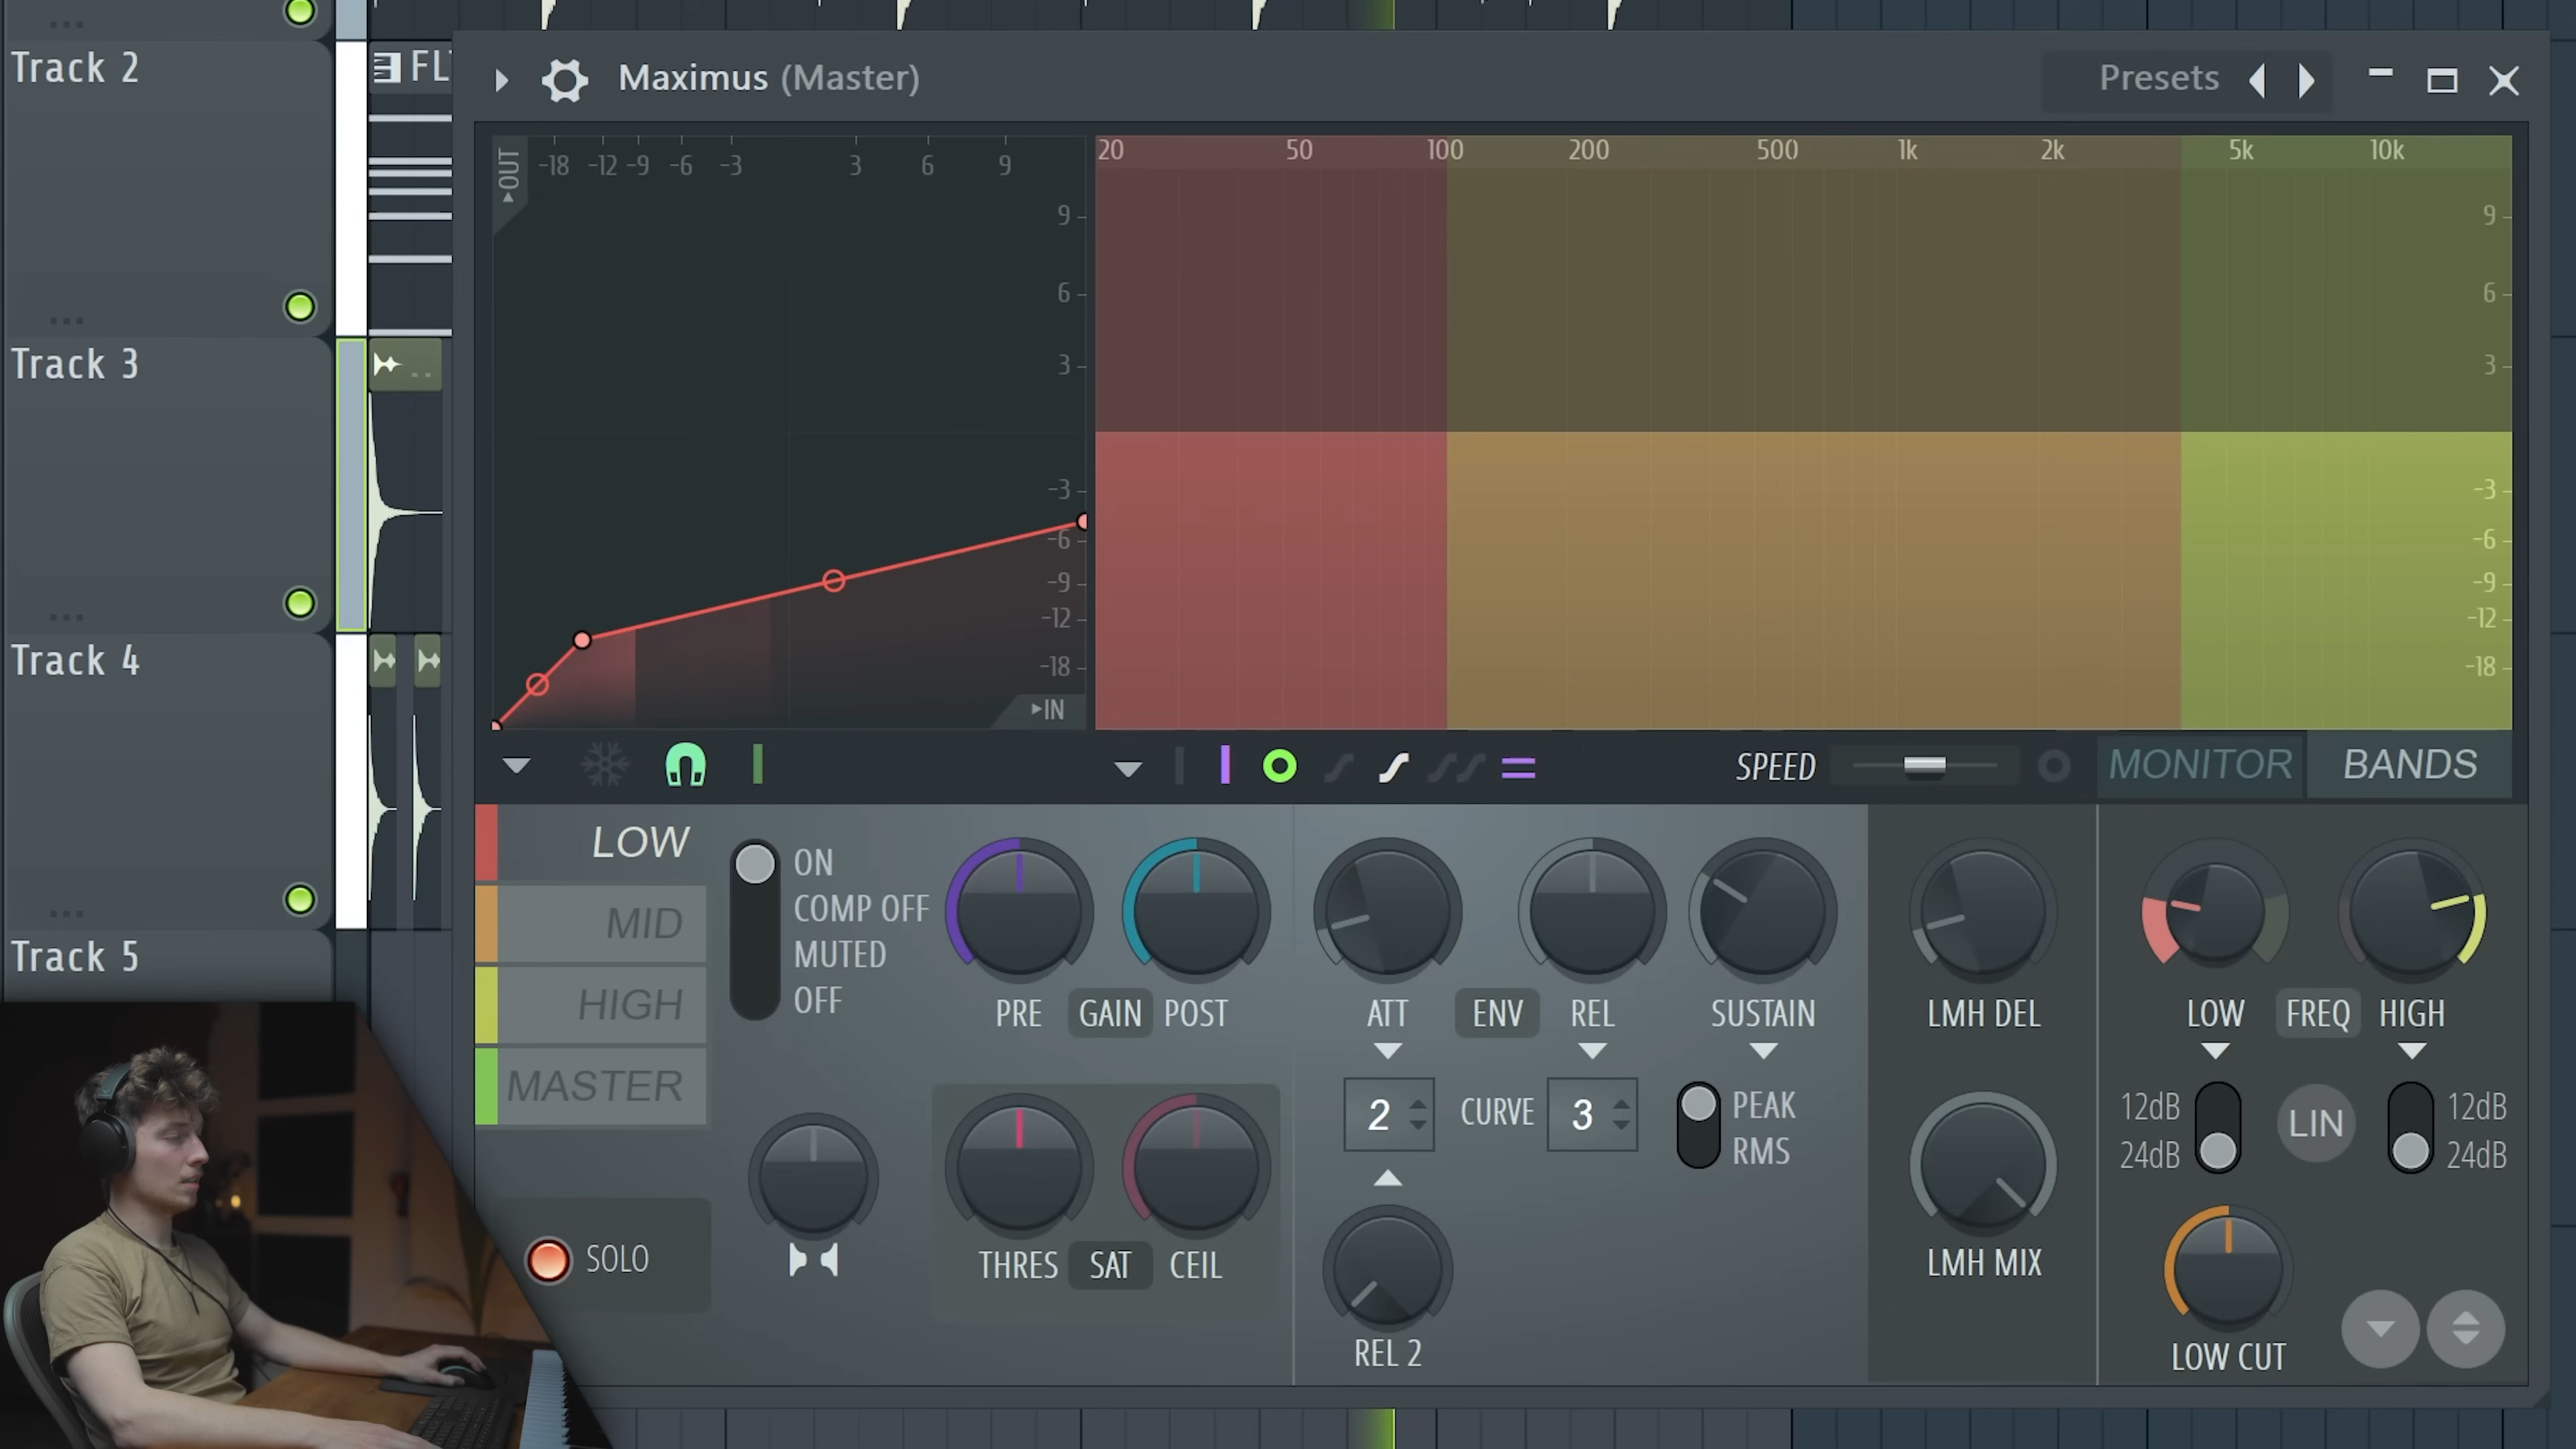 Track 2
FL
Track 3
Track 4
Track 5
Maximus (Master)
Presets
OUT
-18 -12 -9 -6 -3 3 6 9
9
6
3
-3
-6
-9
-12
-18
IN
20 50 100 200 500 1k 2k 5k 10k
9
6
3
-3
-6
-9
-12
-18
SPEED
MONITOR
BANDS
LOW
MID
HIGH
MASTER
SOLO
ON
COMP OFF
MUTED
OFF
PRE GAIN POST
THRES SAT CEIL
ATT ENV REL SUSTAIN
2 CURVE 3
PEAK
RMS
REL 2
LMH DEL
LMH MIX
LOW FREQ HIGH
12dB
24dB
LIN
12dB
24dB
LOW CUT